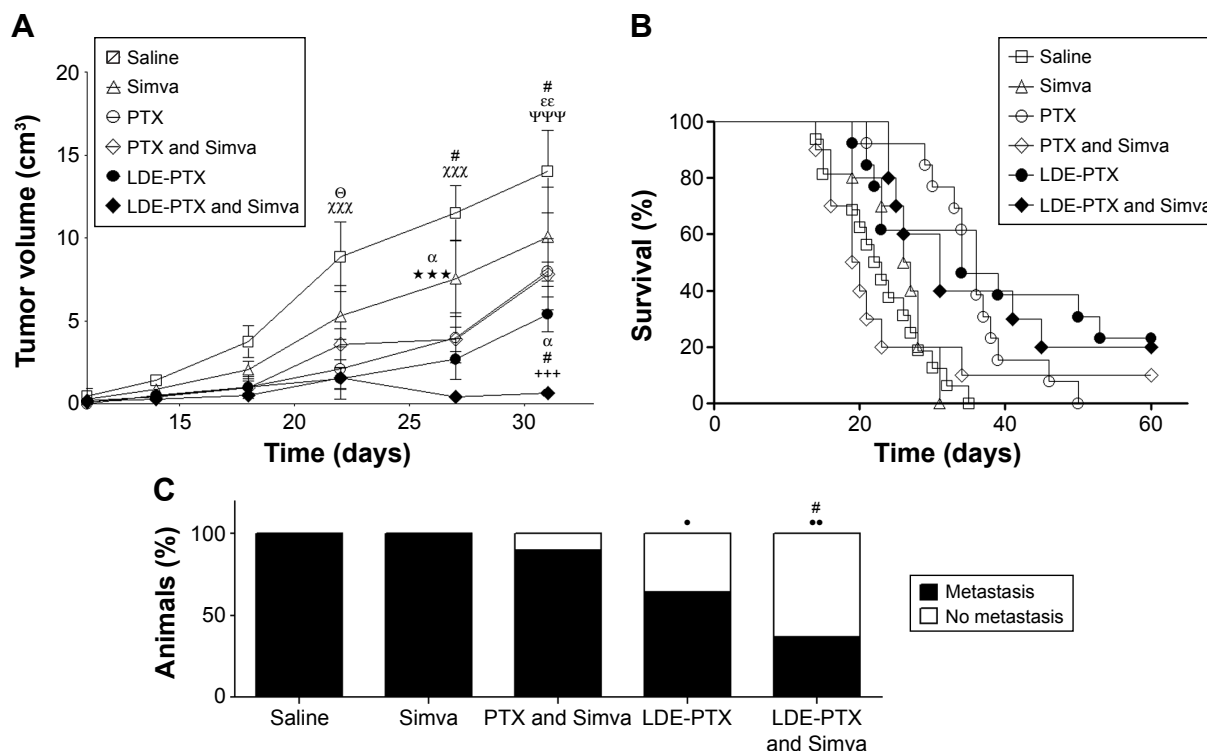 A
Saline
Simva
PTX
PTX and Simva
LDE-PTX
LDE-PTX and Simva
Tumor volume (cm³)
20
15
10
5
0
15
20
25
30
Time (days)
Θ
χχχ
#
χχχ
α
★★★
#
εε
ΨΨΨ
α
#
+++
B
Saline
Simva
PTX
PTX and Simva
LDE-PTX
LDE-PTX and Simva
Survival (%)
100
80
60
40
20
0
0
20
40
60
Time (days)
C
Animals (%)
100
50
0
•
#
••
Saline
Simva
PTX and Simva
LDE-PTX
LDE-PTX
and Simva
Metastasis
No metastasis